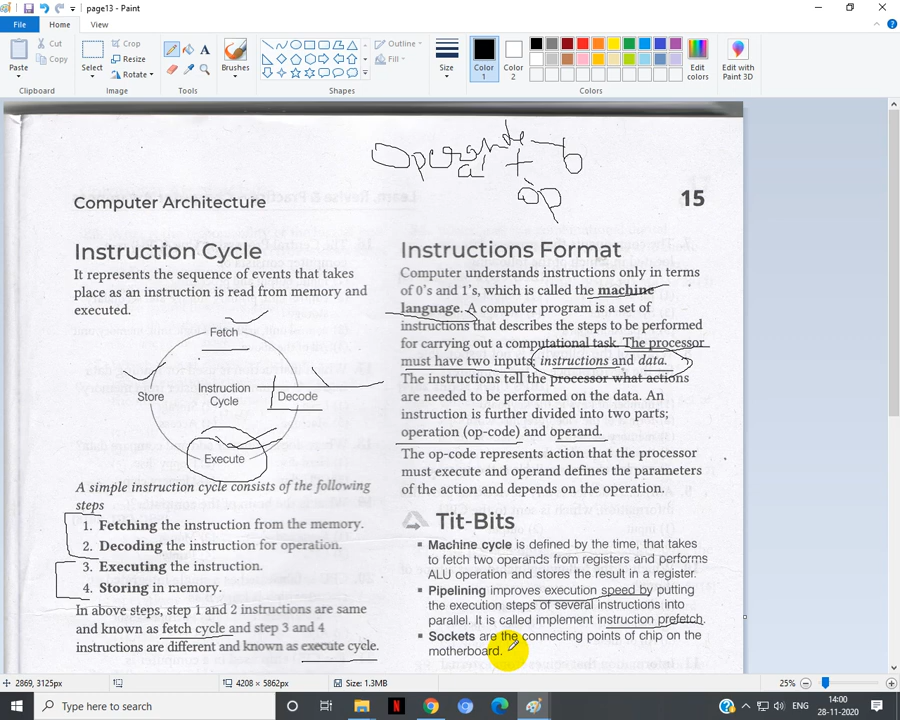 page13 - Paint
File
Home
View
Paste
Cut
Copy
Clipboard
Select
Crop
Resize
Rotate
Image
Tools
Brushes
Shapes
Outline
Fill
Size
Color 1
Color 2
Colors
Edit colors
Edit with Paint 3D
Operand
+
op
Computer Architecture
15
Instruction Cycle
It represents the sequence of events that takes
place as an instruction is read from memory and
executed.
Fetch
Store
Instruction
Cycle
Decode
Execute
A simple instruction cycle consists of the following
steps
1. Fetching the instruction from the memory.
2. Decoding the instruction for operation.
3. Executing the instruction.
4. Storing in memory.
In above steps, step 1 and 2 instructions are same
and known as fetch cycle and step 3 and 4
instructions are different and known as execute cycle.
Instructions Format
Computer understands instructions only in terms
of 0's and 1's, which is called the machine
language. A computer program is a set of
instructions that describes the steps to be performed
for carrying out a computational task. The processor
must have two inputs; instructions and data.
The instructions tell the processor what actions
are needed to be performed on the data. An
instruction is further divided into two parts;
operation (op-code) and operand.
The op-code represents action that the processor
must execute and operand defines the parameters
of the action and depends on the operation.
Tit-Bits
▪ Machine cycle is defined by the time, that takes
to fetch two operands from registers and performs
ALU operation and stores the result in a register.
▪ Pipelining improves execution speed by putting
the execution steps of several instructions into
parallel. It is called implement instruction prefetch.
▪ Sockets are the connecting points of chip on the
motherboard.
2869, 3125px
4208 × 5862px
Size: 1.3MB
25%
Type here to search
14:00
28-11-2020